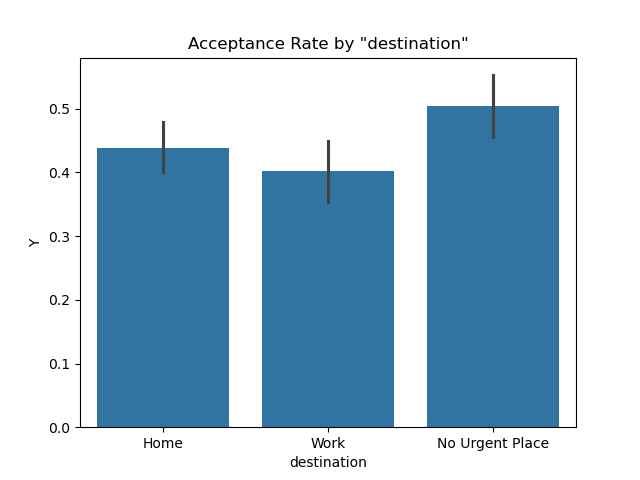 Acceptance Rate by "destination"
0.5
0.4
0.3
0.2
0.1
0.0
Y
Home
Work
No Urgent Place
destination